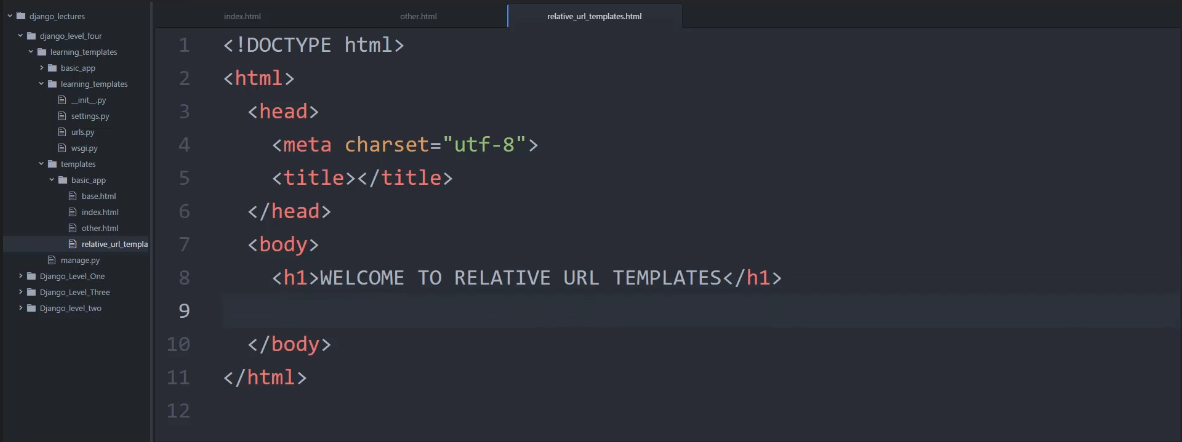 django_lectures
django_level_four
learning_templates
basic_app
learning_templates
__init__.py
settings.py
urls.py
wsgi.py
templates
basic_app
base.html
index.html
other.html
relative_url_templa
manage.py
Django_Level_One
Django_Level_Three
Django_level_two
index.html other.html relative_url_templates.html
1 <!DOCTYPE html>
2 <html>
3 <head>
4 <meta charset="utf-8">
5 <title></title>
6 </head>
7 <body>
8 <h1>WELCOME TO RELATIVE URL TEMPLATES</h1>
9
10 </body>
11 </html>
12